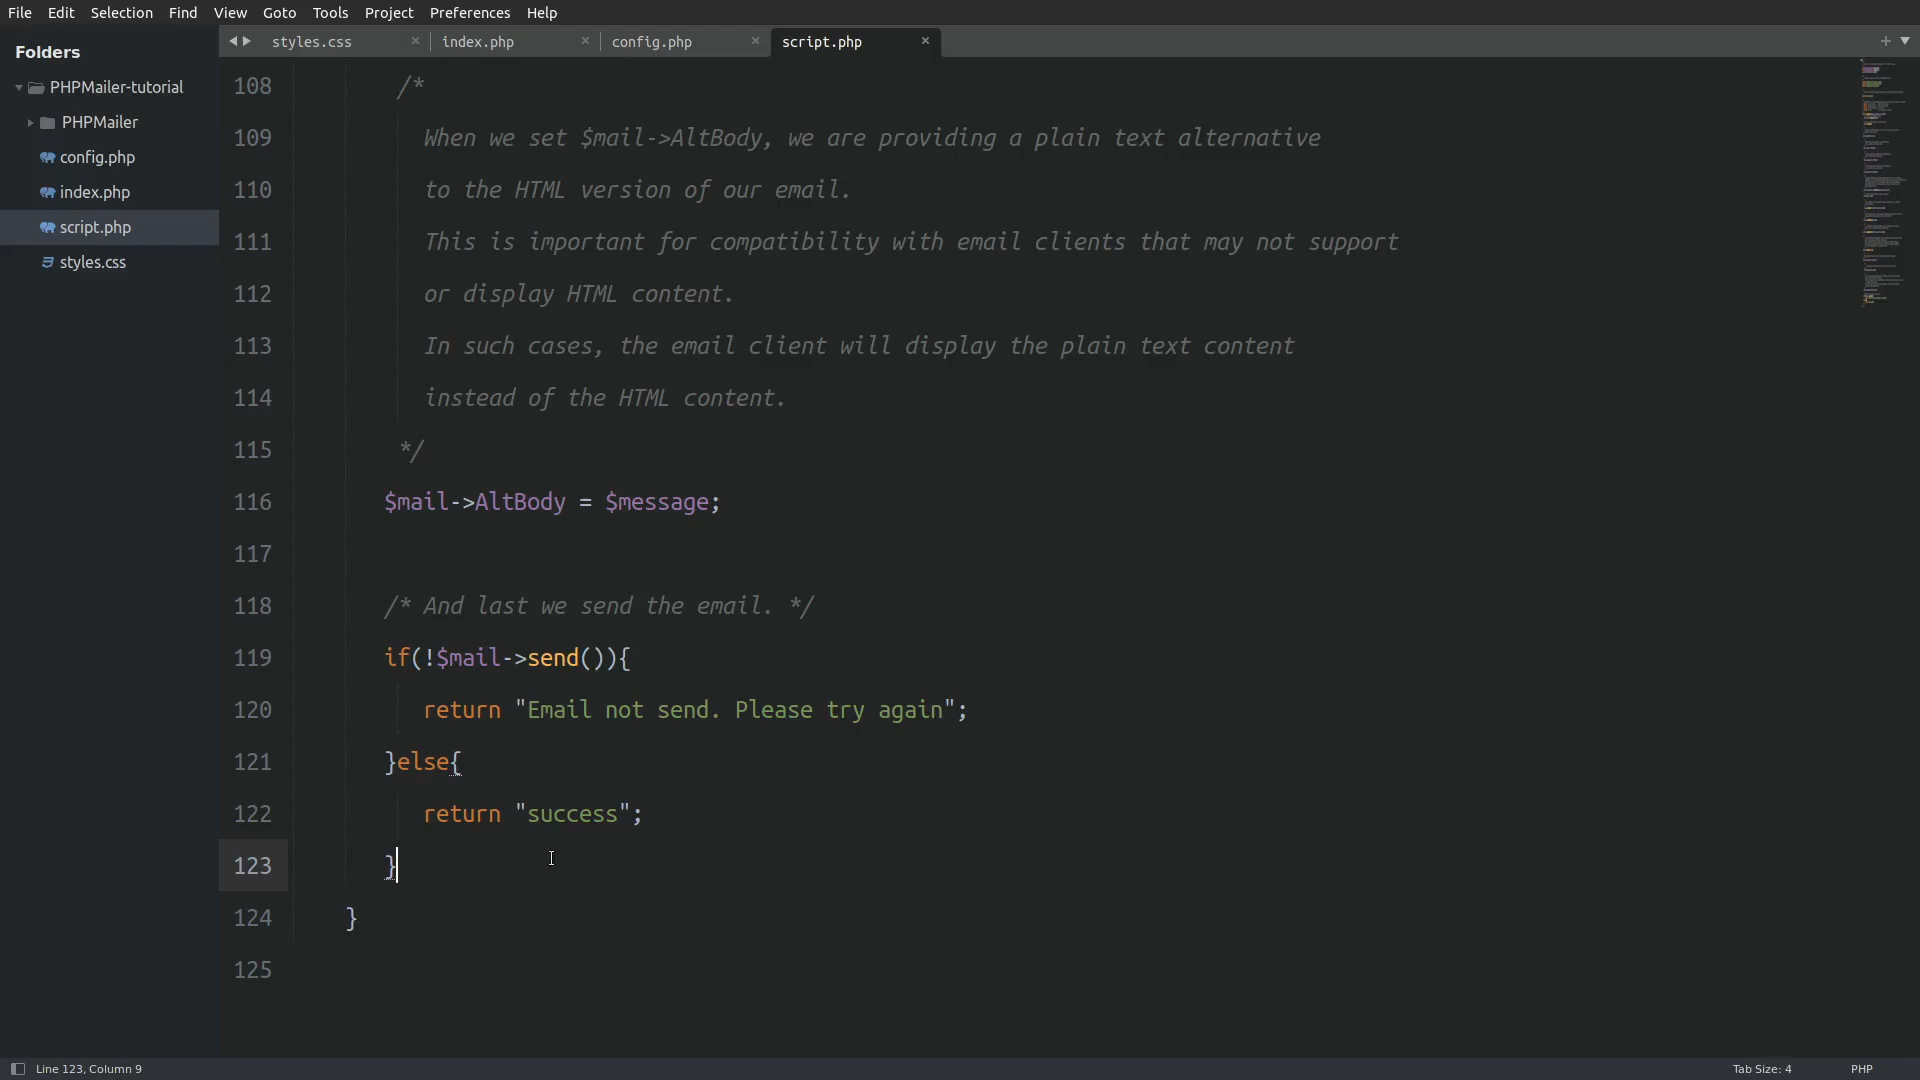 File Edit Selection Find View Goto Tools Project Preferences Help
Folders
PHPMailer-tutorial
PHPMailer
config.php
index.php
script.php
styles.css
styles.css × index.php × config.php × script.php ×
108 /*
109 When we set $mail->AltBody, we are providing a plain text alternative
110 to the HTML version of our email.
111 This is important for compatibility with email clients that may not support
112 or display HTML content.
113 In such cases, the email client will display the plain text content
114 instead of the HTML content.
115 */
116 $mail->AltBody = $message;
117
118 /* And last we send the email. */
119 if(!$mail->send()){
120 return "Email not send. Please try again";
121 }else{
122 return "success";
123 }
124 }
125
Line 123, Column 9 Tab Size: 4 PHP